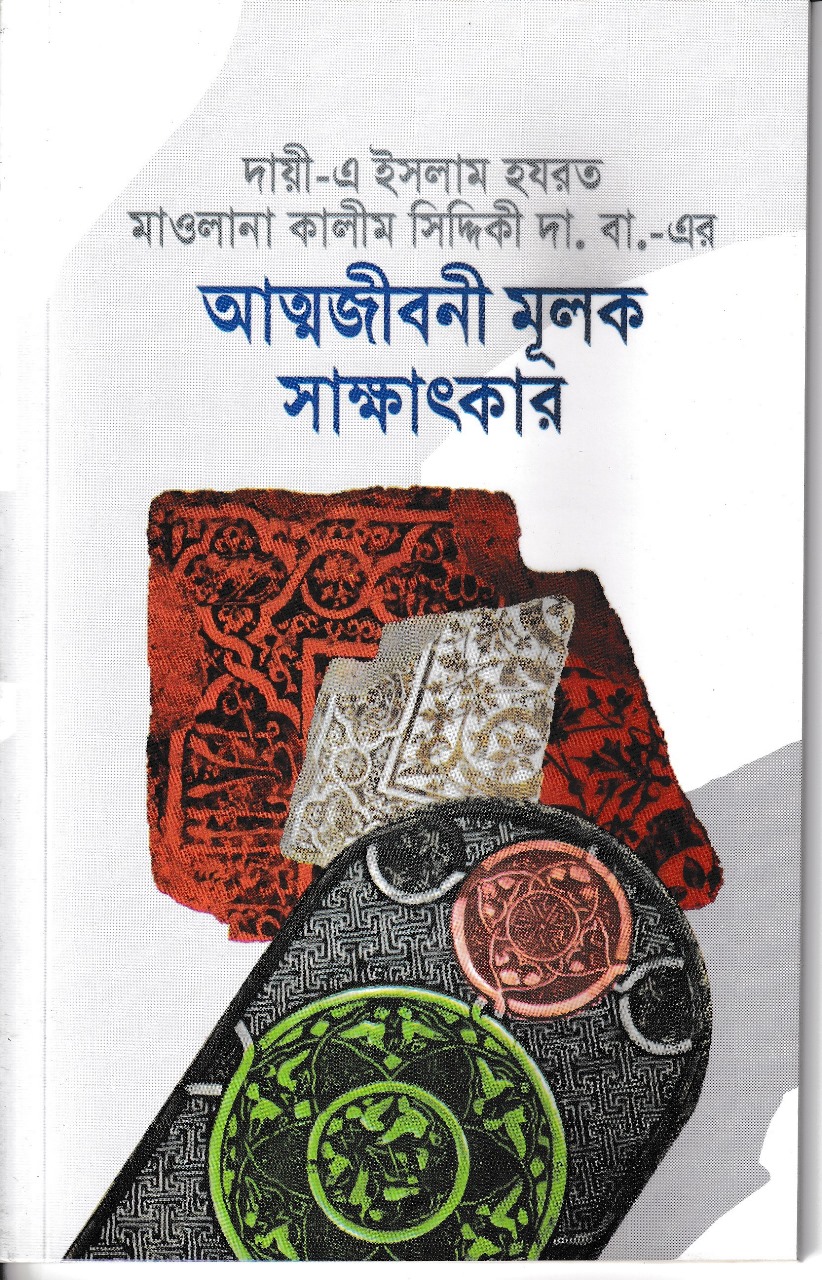 দায়ী-এ ইসলাম হযরত
মাওলানা কালীম সিদ্দিকী দা. বা.-এর
আত্মজীবনী মূলক
সাক্ষাৎকার